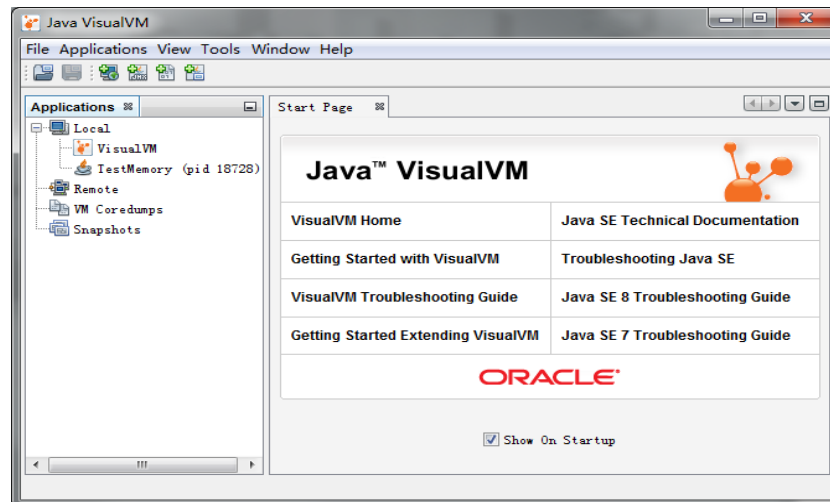 Java VisualVM
File Applications View Tools Window Help
Applications
Start Page
Local
VisualVM
TestMemory (pid 18728)
Remote
VM Coredumps
Snapshots
Java™ VisualVM
VisualVM Home
Java SE Technical Documentation
Getting Started with VisualVM
Troubleshooting Java SE
VisualVM Troubleshooting Guide
Java SE 8 Troubleshooting Guide
Getting Started Extending VisualVM
Java SE 7 Troubleshooting Guide
ORACLE
Show On Startup